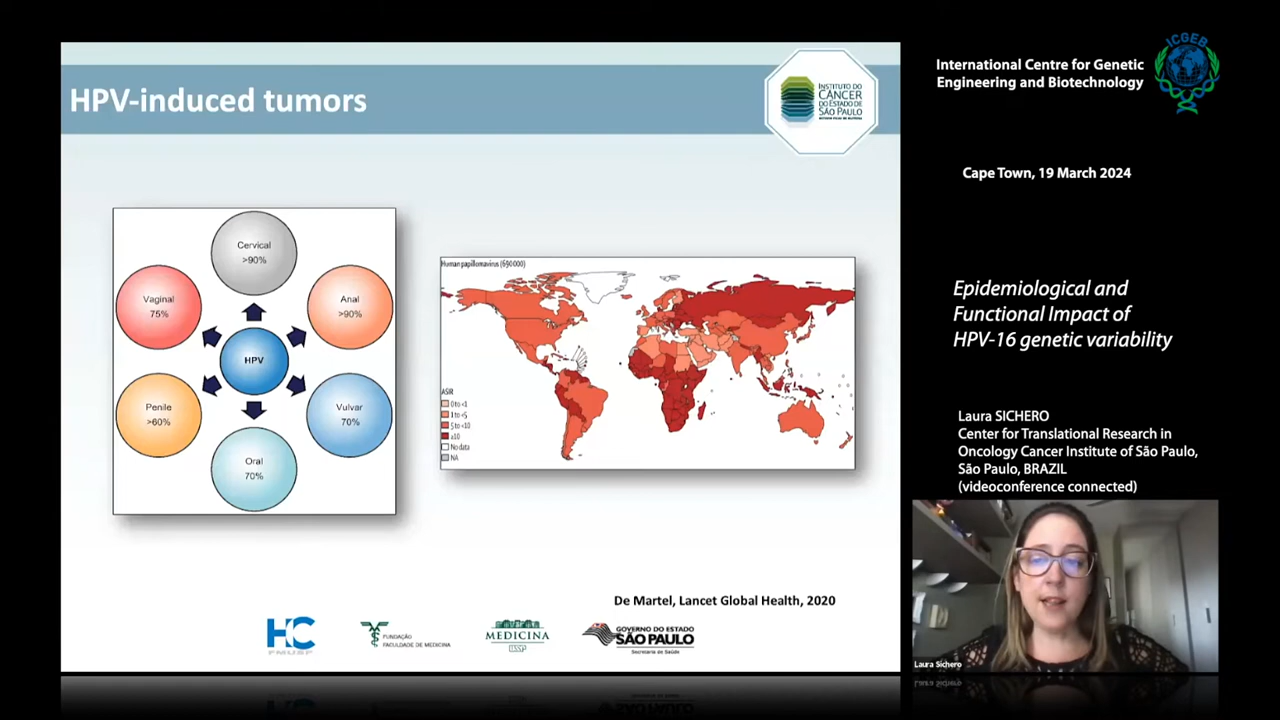 HPV-induced tumors
INSTITUTO DO
CÂNCER
DO ESTADO DE
SÃO PAULO
Cervical
>90%
Vaginal
75%
Anal
>90%
HPV
Penile
>60%
Vulvar
70%
Oral
70%
Human papillomavirus (690 000)
ASIR
0 to <1
1 to <5
5 to <10
≥10
No data
NA
De Martel, Lancet Global Health, 2020
HC
FMUSP
FUNDAÇÃO
FACULDADE DE MEDICINA
MEDICINA
USP
GOVERNO DO ESTADO
SÃO PAULO
Secretaria de Saúde
International Centre for Genetic
Engineering and Biotechnology
ICGEB
Cape Town, 19 March 2024
Epidemiological and
Functional Impact of
HPV-16 genetic variability
Laura SICHERO
Center for Translational Research in
Oncology Cancer Institute of São Paulo,
São Paulo, BRAZIL
(videoconference connected)
Laura Sichero